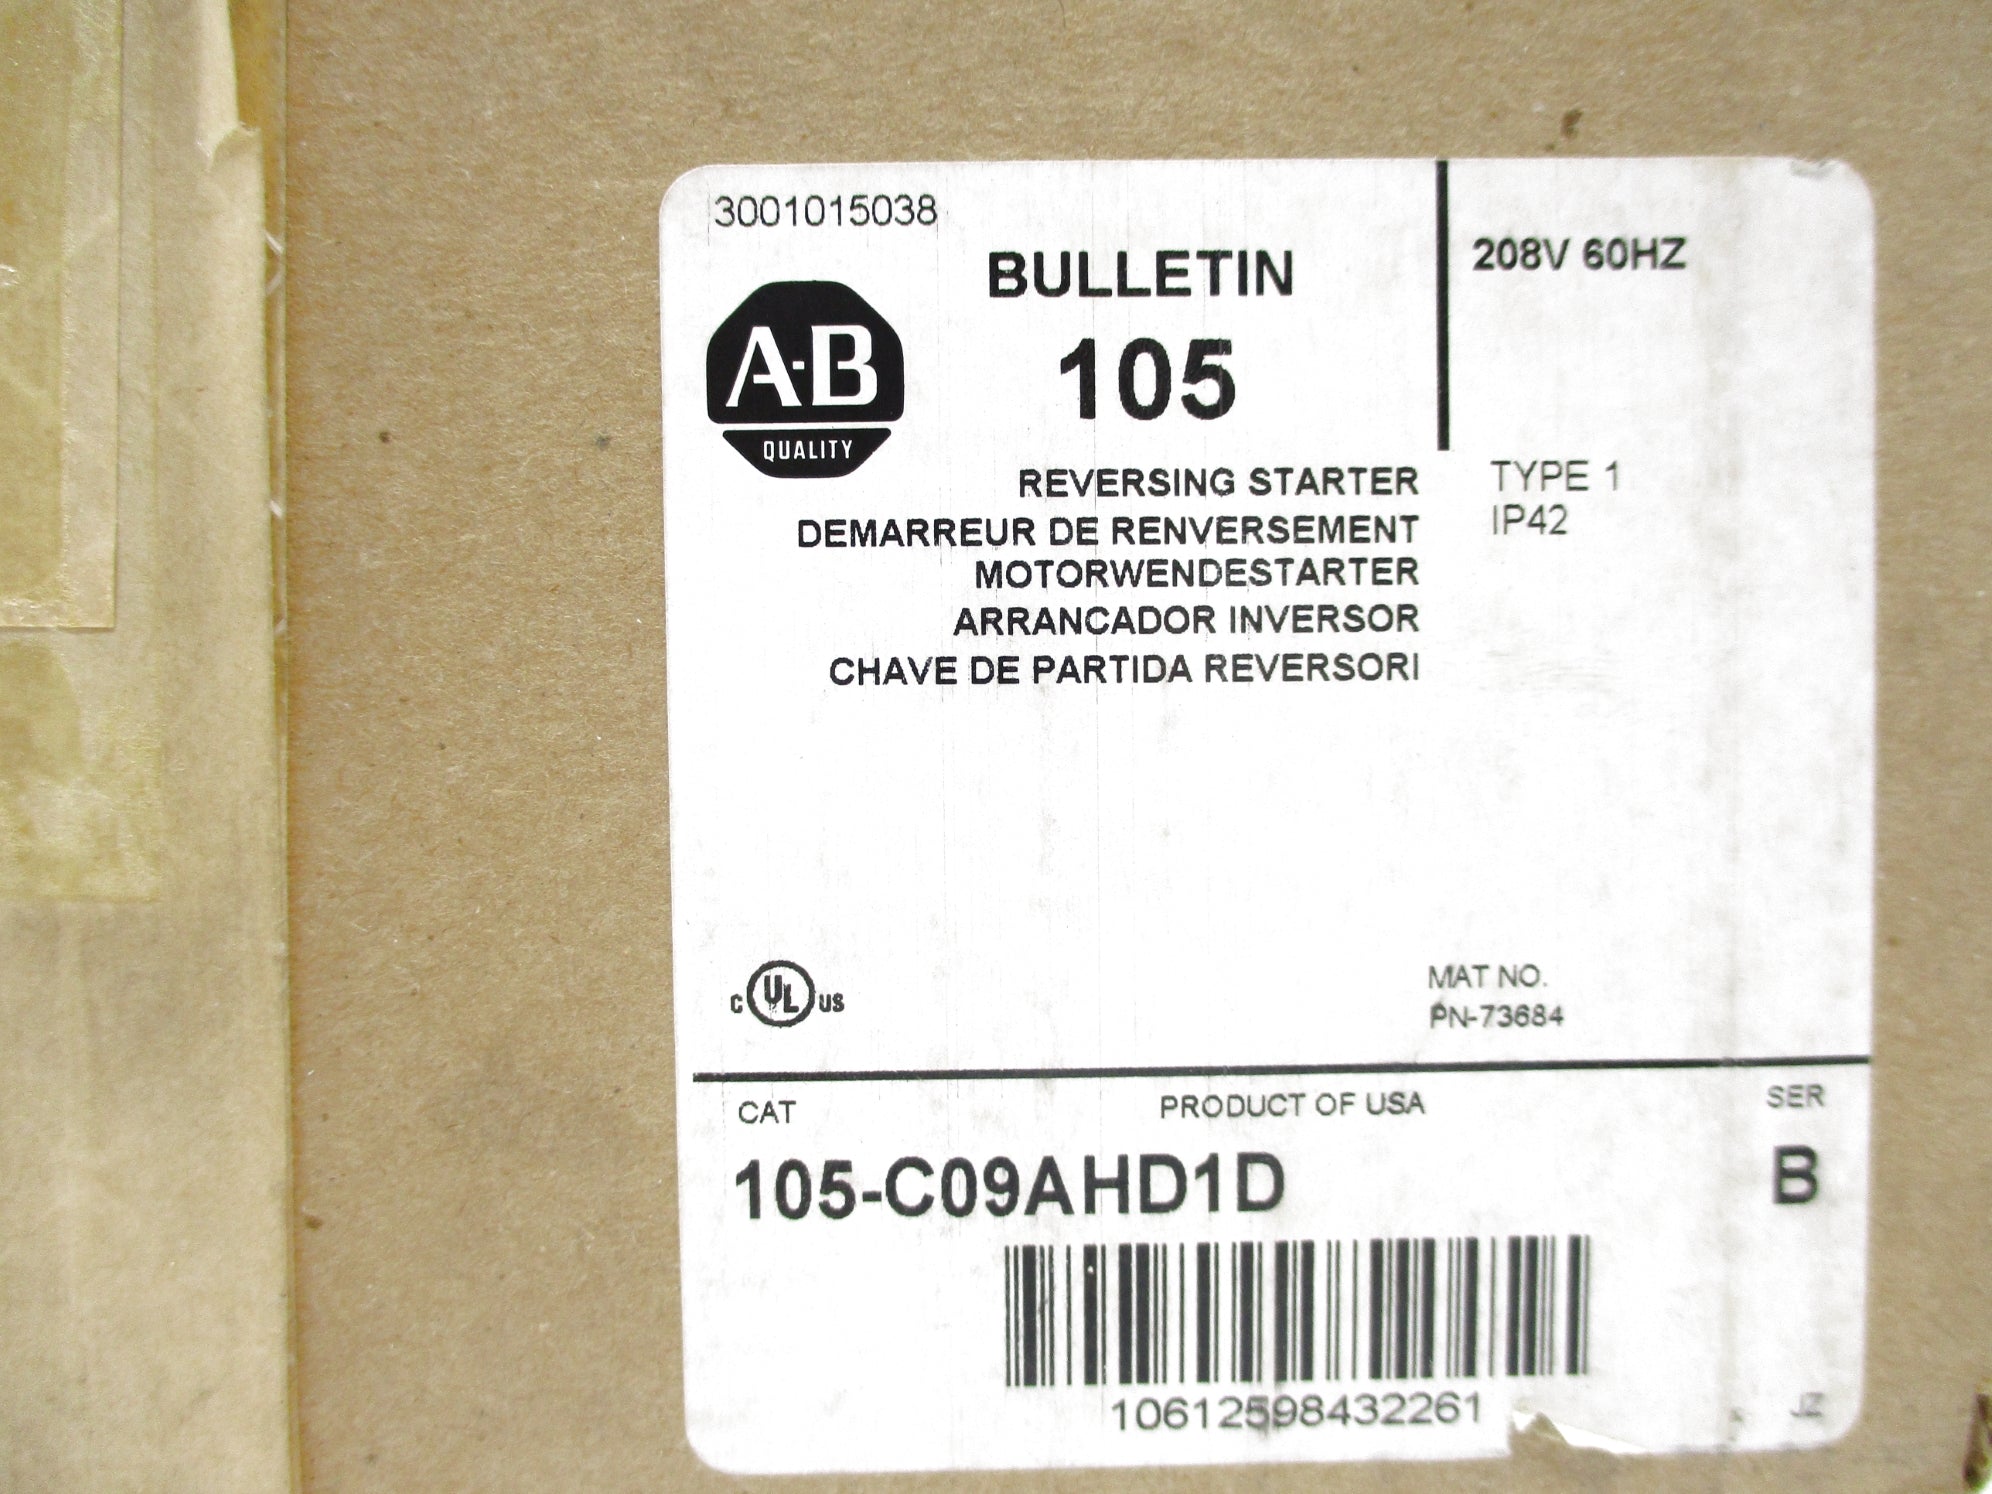 3001015038
BULLETIN
105
208V 60HZ
A-B
QUALITY
REVERSING STARTER
DEMARREUR DE RENVERSEMENT
MOTORWENDESTARTER
ARRANCADOR INVERSOR
CHAVE DE PARTIDA REVERSORI
TYPE 1
IP42
C UL US
MAT NO.
PN-73684
CAT
PRODUCT OF USA
SER
105-C09AHD1D
B
10612598432261
JZ